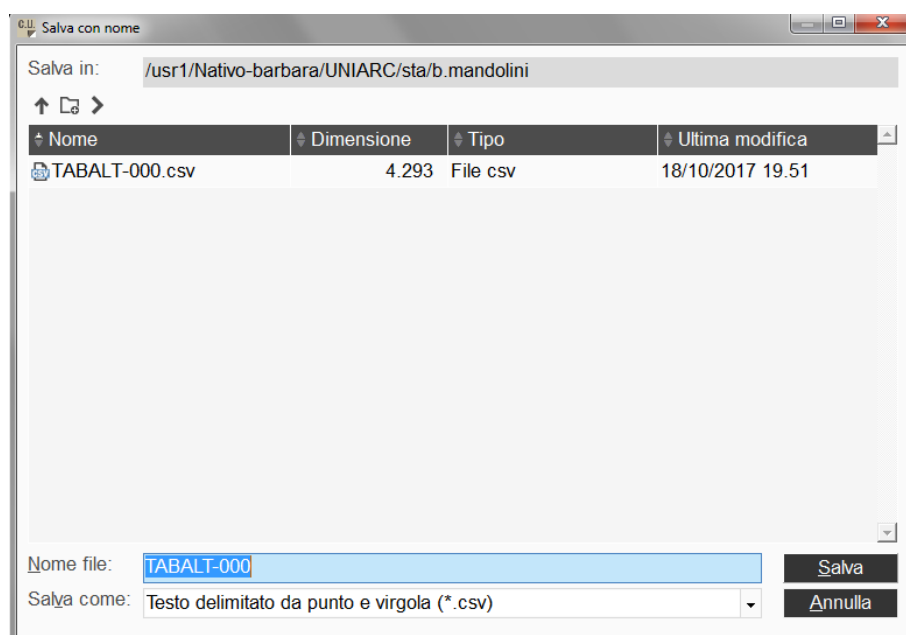 C.U. Salva con nome
Salva in: /usr1/Nativo-barbara/UNIARC/sta/b.mandolini
Nome Dimensione Tipo Ultima modifica
CSV TABALT-000.csv 4.293 File csv 18/10/2017 19.51
Nome file: TABALT-000 Salva
Salva come: Testo delimitato da punto e virgola (*.csv) Annulla